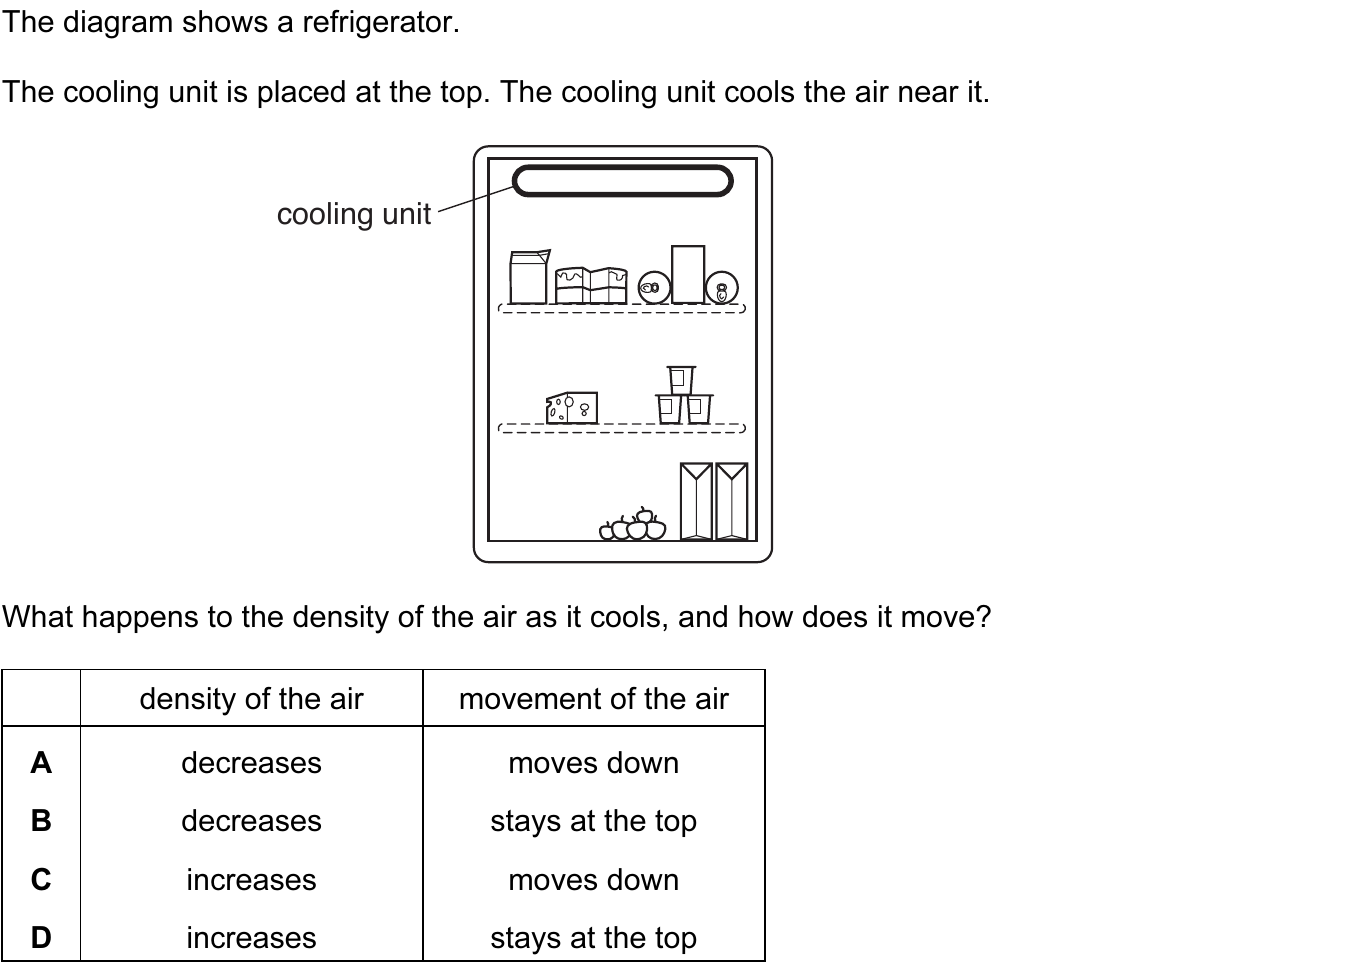 The diagram shows a refrigerator.
The cooling unit is placed at the top. The cooling unit cools the air near it.
cooling unit
What happens to the density of the air as it cools, and how does it move?
density of the air movement of the air
A decreases moves down
B decreases stays at the top
C increases moves down
D increases stays at the top